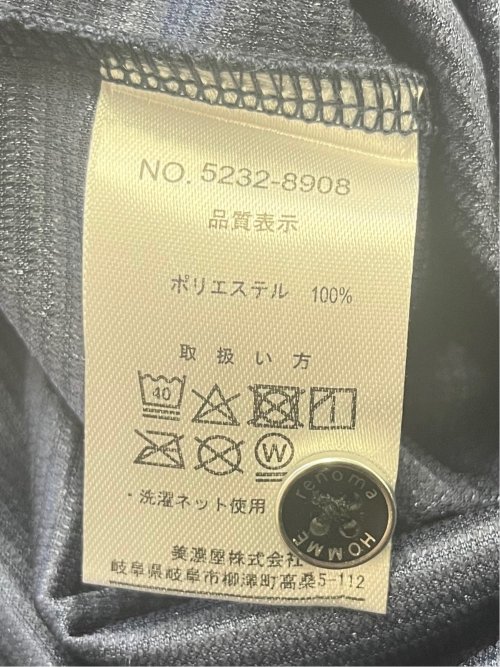 NO. 5232-8908
品質表示
ポリエステル 100%
取扱い方
40
W
・洗濯ネット使用
renoma
HOMME
美濃屋株式会社
岐阜県岐阜市柳津町高桑5-112